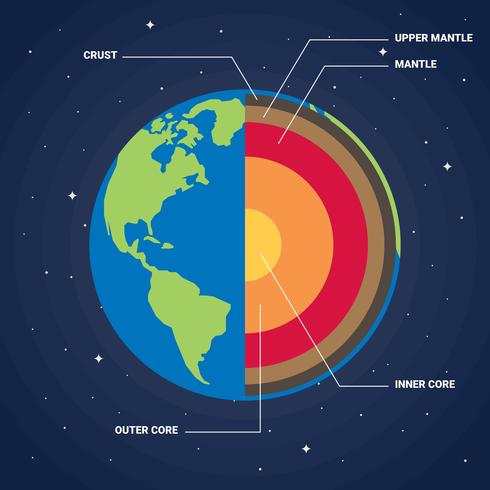 UPPER MANTLE
CRUST
MANTLE
INNER CORE
OUTER CORE